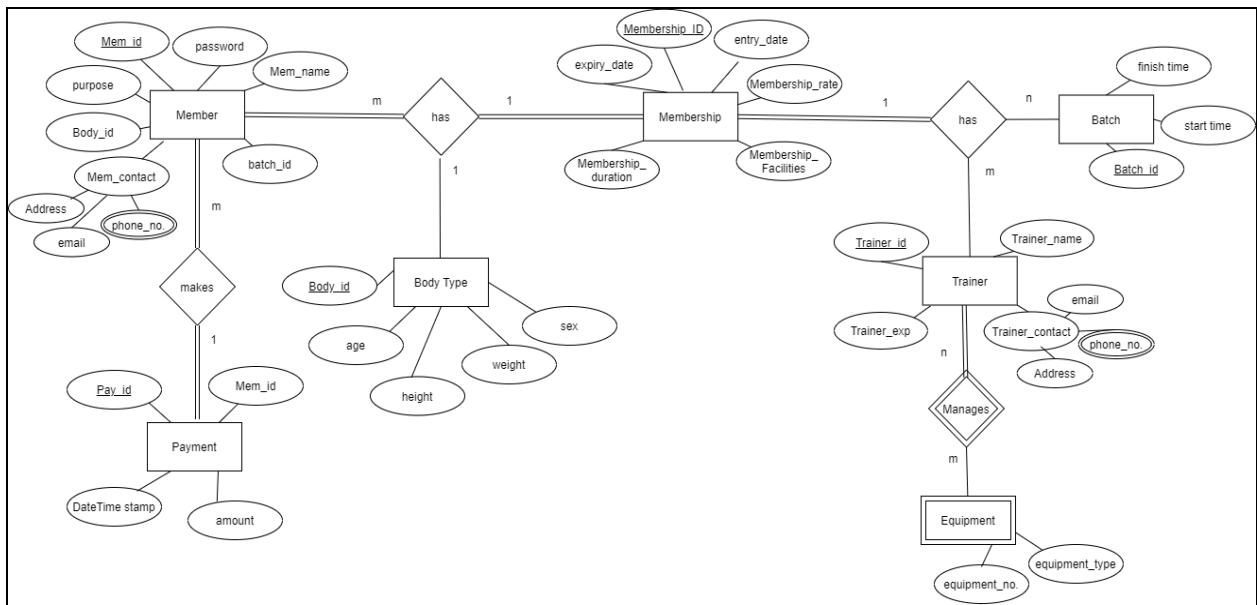 Mem_id
password
Mem_name
purpose
Member
Body_id
batch_id
Mem_contact
Address
email
phone_no.
m
has
1
1
Membership_ID
entry_date
expiry_date
Membership_rate
Membership
Membership_
duration
Membership_
Facilities
1
has
n
m
finish time
Batch
start time
Batch_id
m
makes
1
Body_id
Body Type
age
height
weight
sex
Trainer_id
Trainer_name
Trainer
Trainer_exp
Trainer_contact
email
phone_no.
Address
n
Manages
m
Pay_id
Mem_id
Payment
DateTime stamp
amount
Equipment
equipment_no.
equipment_type